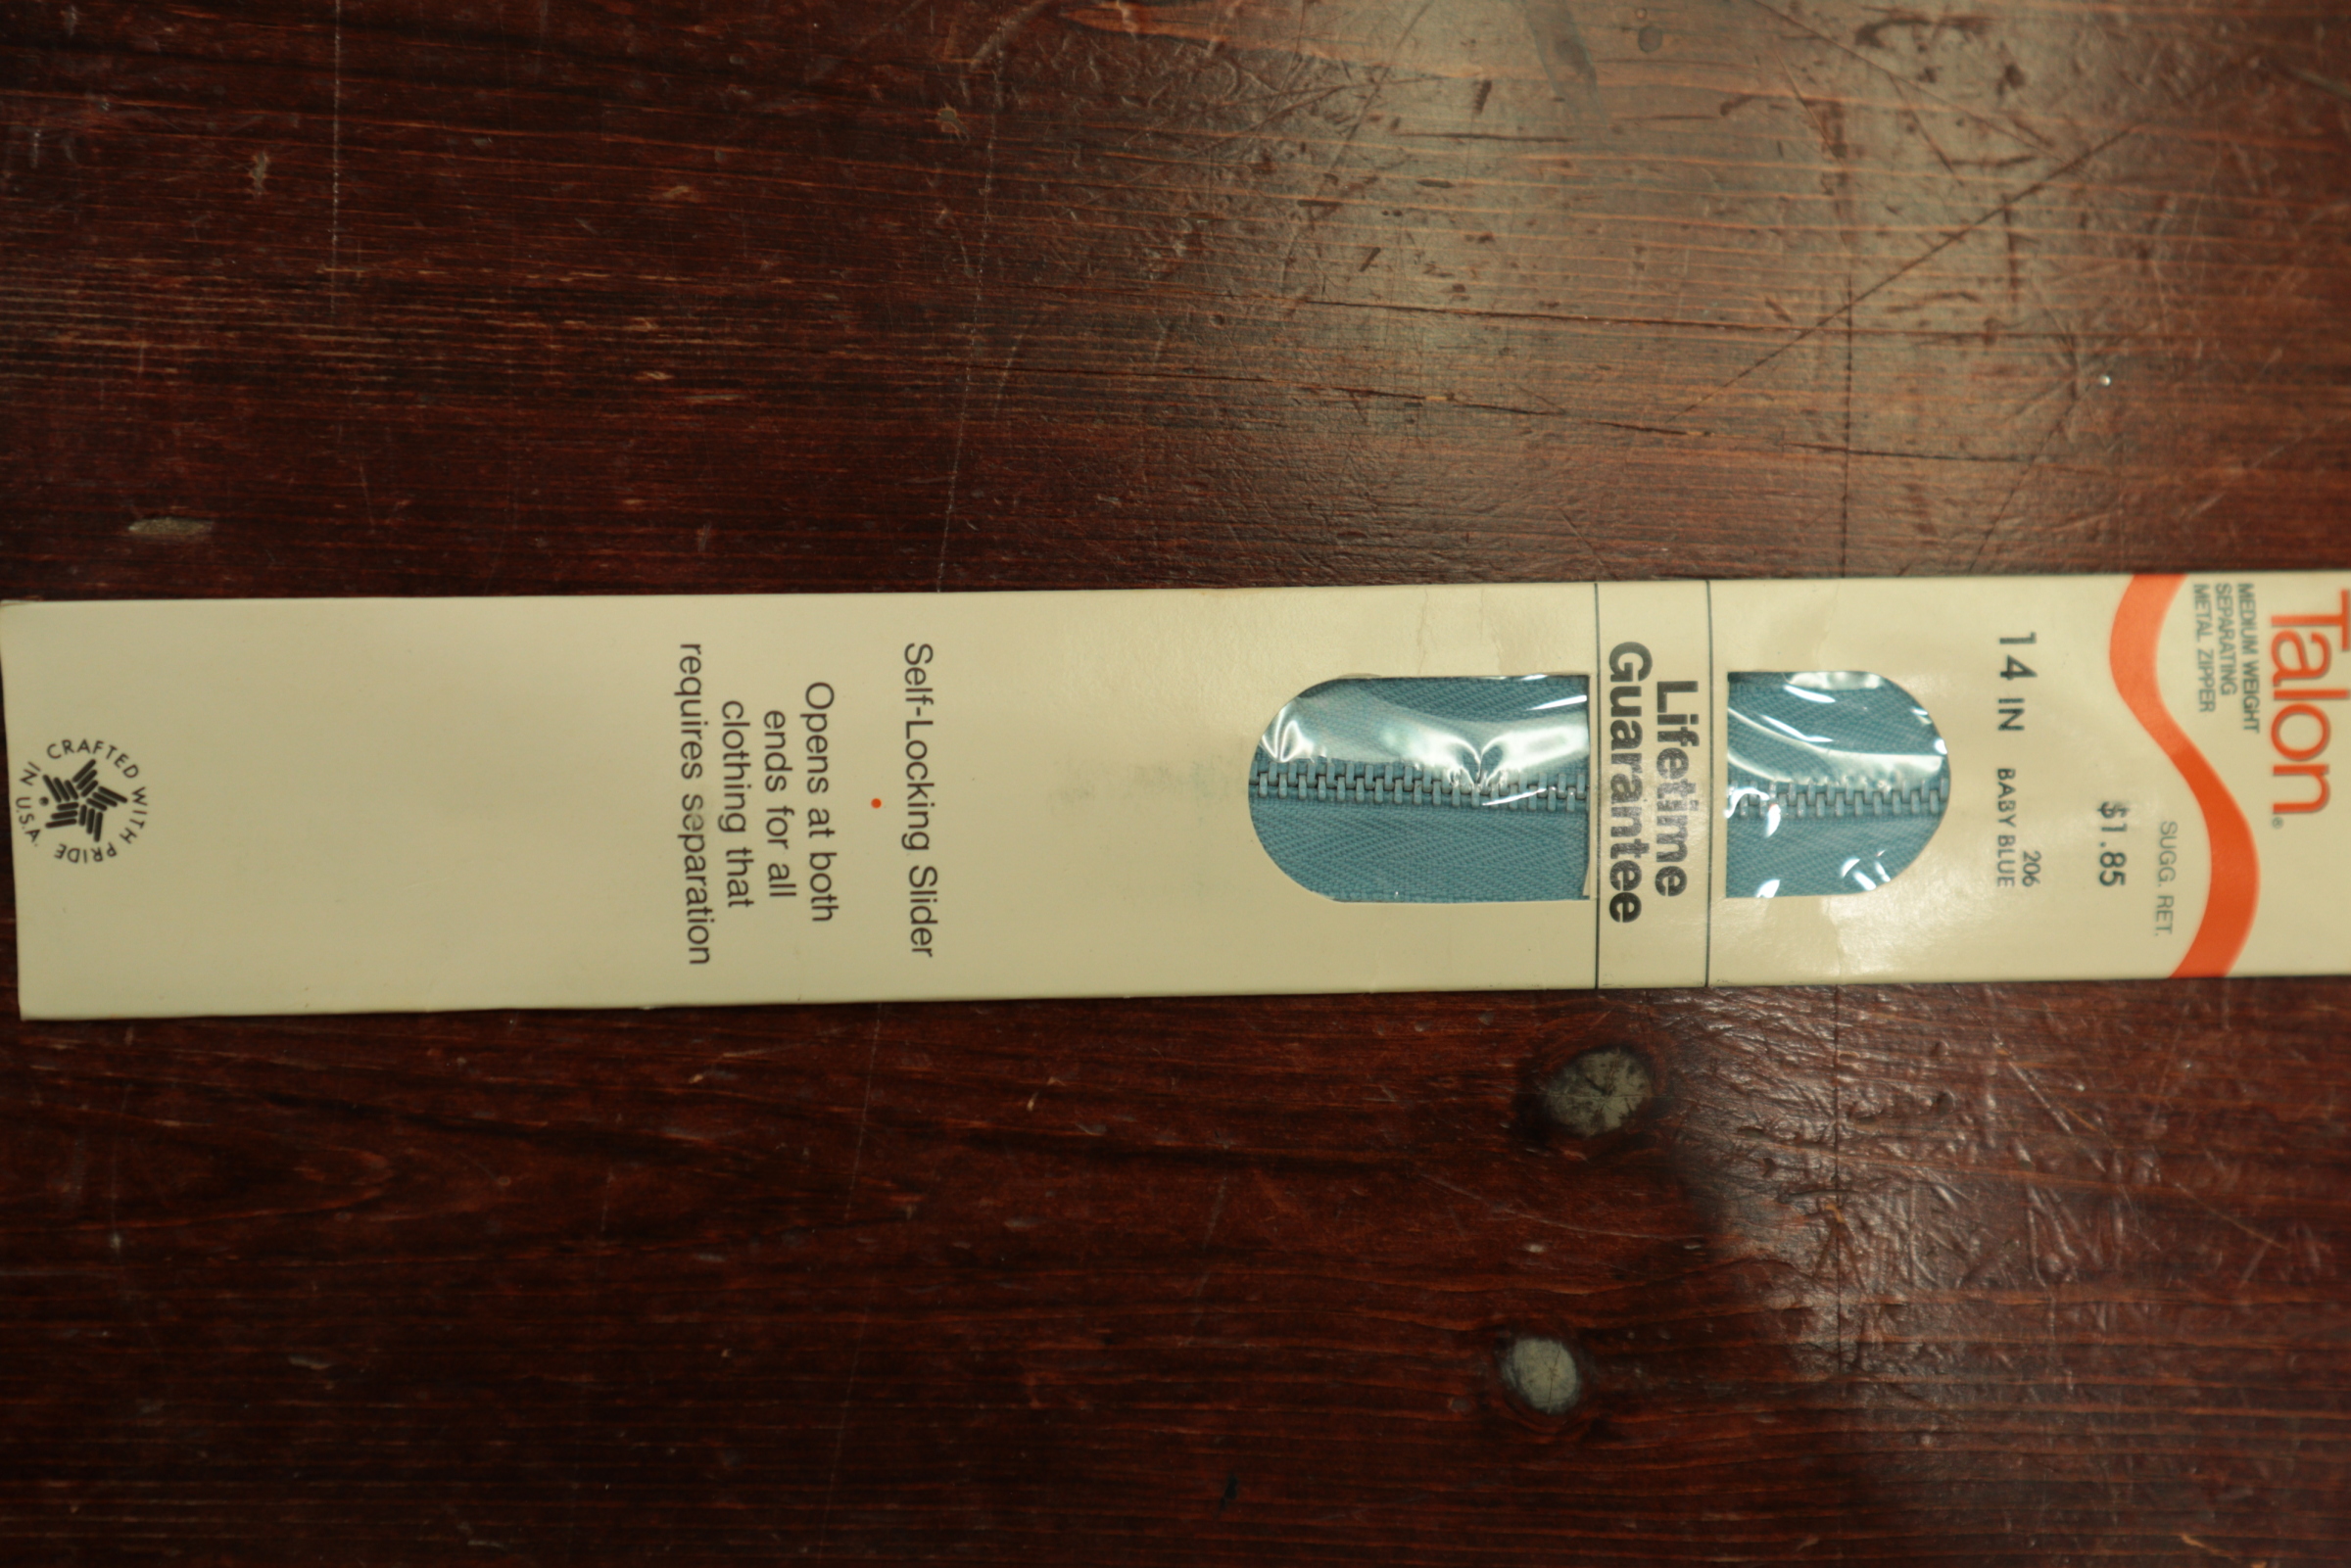 Talon®
MEDIUM WEIGHT
SEPARATING
METAL ZIPPER
SUGG. RET.
$1.85
206
14 IN BABY BLUE
Lifetime
Guarantee
Self-Locking Slider
Opens at both
ends for all
clothing that
requires separation
CRAFTED WITH PRIDE IN U.S.A.